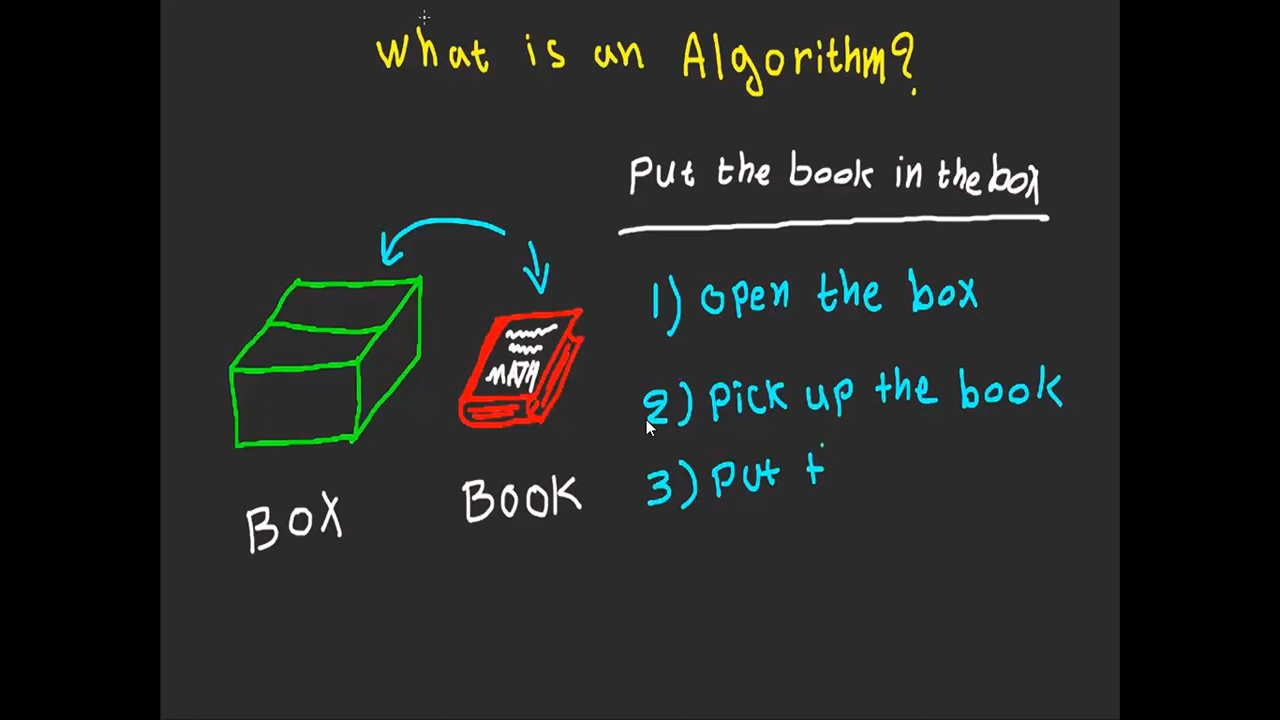 What is an Algorithm?
Put the book in the box
1) open the box
2) pick up the book
3) Put t
MATH
BOX
BOOK